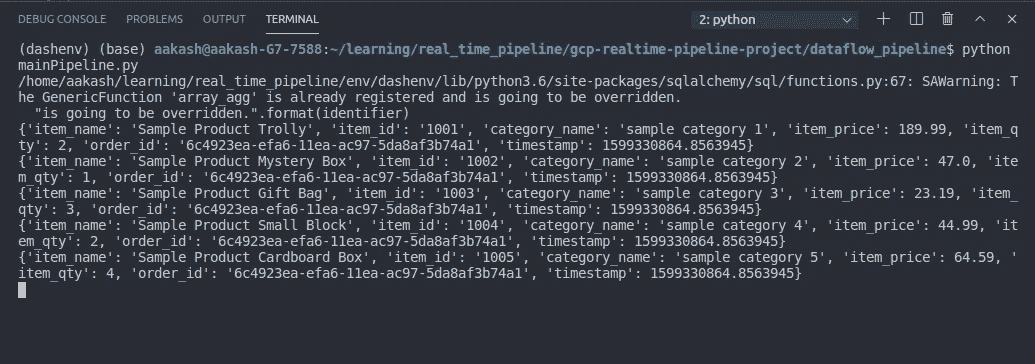 DEBUG CONSOLE PROBLEMS OUTPUT TERMINAL 2: python
(dashenv) (base) aakash@aakash-G7-7588:~/learning/real_time_pipeline/gcp-realtime-pipeline-project/dataflow_pipeline$ python
mainPipeline.py
/home/aakash/learning/real_time_pipeline/env/dashenv/lib/python3.6/site-packages/sqlalchemy/sql/functions.py:67: SAWarning: T
he GenericFunction 'array_agg' is already registered and is going to be overridden.
"is going to be overridden.".format(identifier)
{'item_name': 'Sample Product Trolly', 'item_id': '1001', 'category_name': 'sample category 1', 'item_price': 189.99, 'item_q
ty': 2, 'order_id': '6c4923ea-efa6-11ea-ac97-5da8af3b74a1', 'timestamp': 1599330864.8563945}
{'item_name': 'Sample Product Mystery Box', 'item_id': '1002', 'category_name': 'sample category 2', 'item_price': 47.0, 'ite
m_qty': 1, 'order_id': '6c4923ea-efa6-11ea-ac97-5da8af3b74a1', 'timestamp': 1599330864.8563945}
{'item_name': 'Sample Product Gift Bag', 'item_id': '1003', 'category_name': 'sample category 3', 'item_price': 23.19, 'item_
qty': 3, 'order_id': '6c4923ea-efa6-11ea-ac97-5da8af3b74a1', 'timestamp': 1599330864.8563945}
{'item_name': 'Sample Product Small Block', 'item_id': '1004', 'category_name': 'sample category 4', 'item_price': 44.99, 'it
em_qty': 2, 'order_id': '6c4923ea-efa6-11ea-ac97-5da8af3b74a1', 'timestamp': 1599330864.8563945}
{'item_name': 'Sample Product Cardboard Box', 'item_id': '1005', 'category_name': 'sample category 5', 'item_price': 64.59, '
item_qty': 4, 'order_id': '6c4923ea-efa6-11ea-ac97-5da8af3b74a1', 'timestamp': 1599330864.8563945}